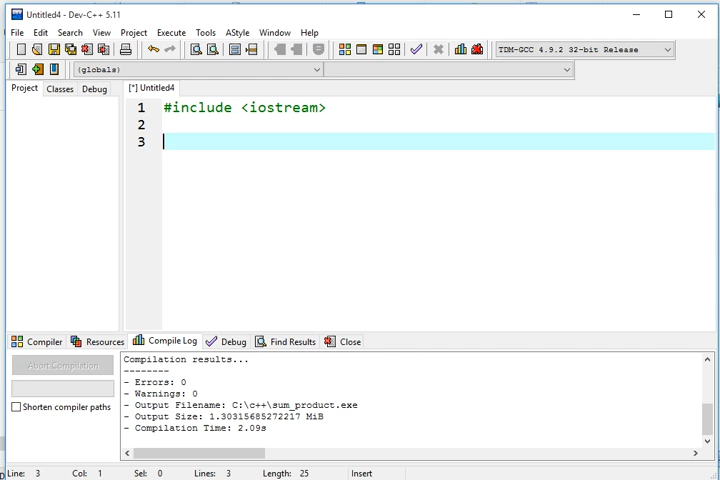 Untitled4 - Dev-C++ 5.11
File Edit Search View Project Execute Tools AStyle Window Help
TDM-GCC 4.9.2 32-bit Release
(globals)
Project Classes Debug
[*] Untitled4
1 #include <iostream>
2
3
Compiler Resources Compile Log Debug Find Results Close
Abort Compilation
Shorten compiler paths
Compilation results...
--------
- Errors: 0
- Warnings: 0
- Output Filename: C:\c++\sum_product.exe
- Output Size: 1.30315685272217 MiB
- Compilation Time: 2.09s
Line: 3 Col: 1 Sel: 0 Lines: 3 Length: 25 Insert